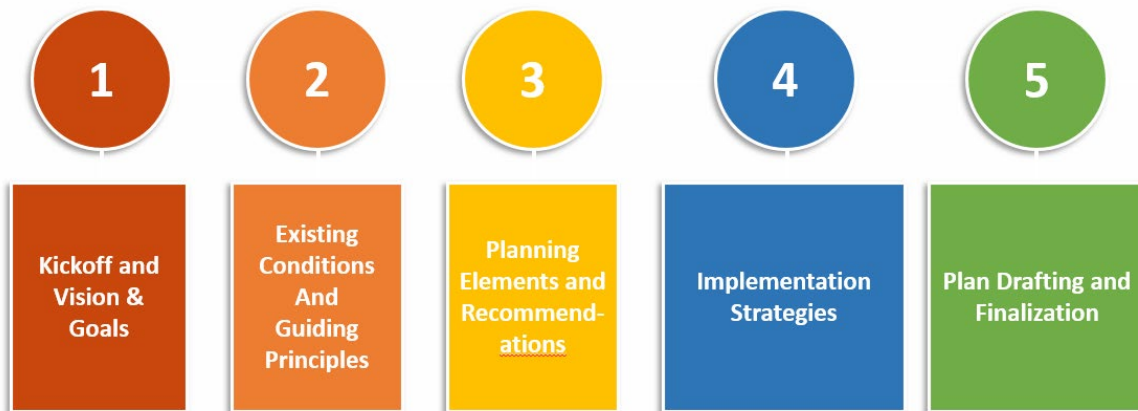 1
2
3
4
5
Kickoff and
Vision &
Goals
Existing
Conditions
And
Guiding
Principles
Planning
Elements and
Recommend-
ations
Implementation
Strategies
Plan Drafting and
Finalization